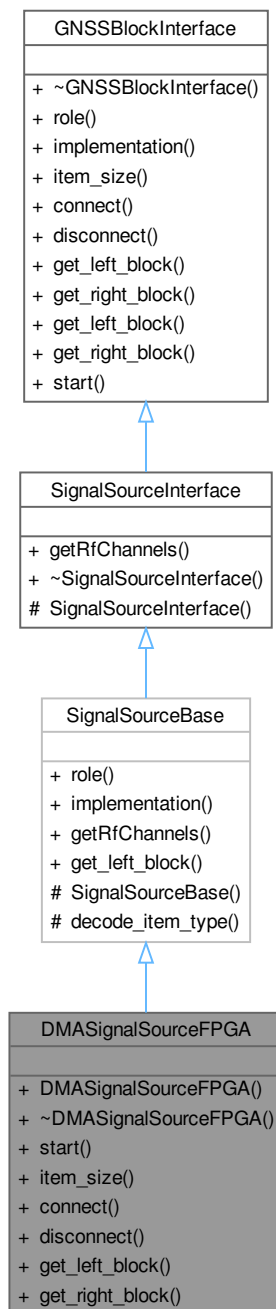 GNSSBlockInterface
+ ~GNSSBlockInterface()
+ role()
+ implementation()
+ item_size()
+ connect()
+ disconnect()
+ get_left_block()
+ get_right_block()
+ get_left_block()
+ get_right_block()
+ start()
SignalSourceInterface
+ getRfChannels()
+ ~SignalSourceInterface()
# SignalSourceInterface()
SignalSourceBase
+ role()
+ implementation()
+ getRfChannels()
+ get_left_block()
# SignalSourceBase()
# decode_item_type()
DMASignalSourceFPGA
+ DMASignalSourceFPGA()
+ ~DMASignalSourceFPGA()
+ start()
+ item_size()
+ connect()
+ disconnect()
+ get_left_block()
+ get_right_block()